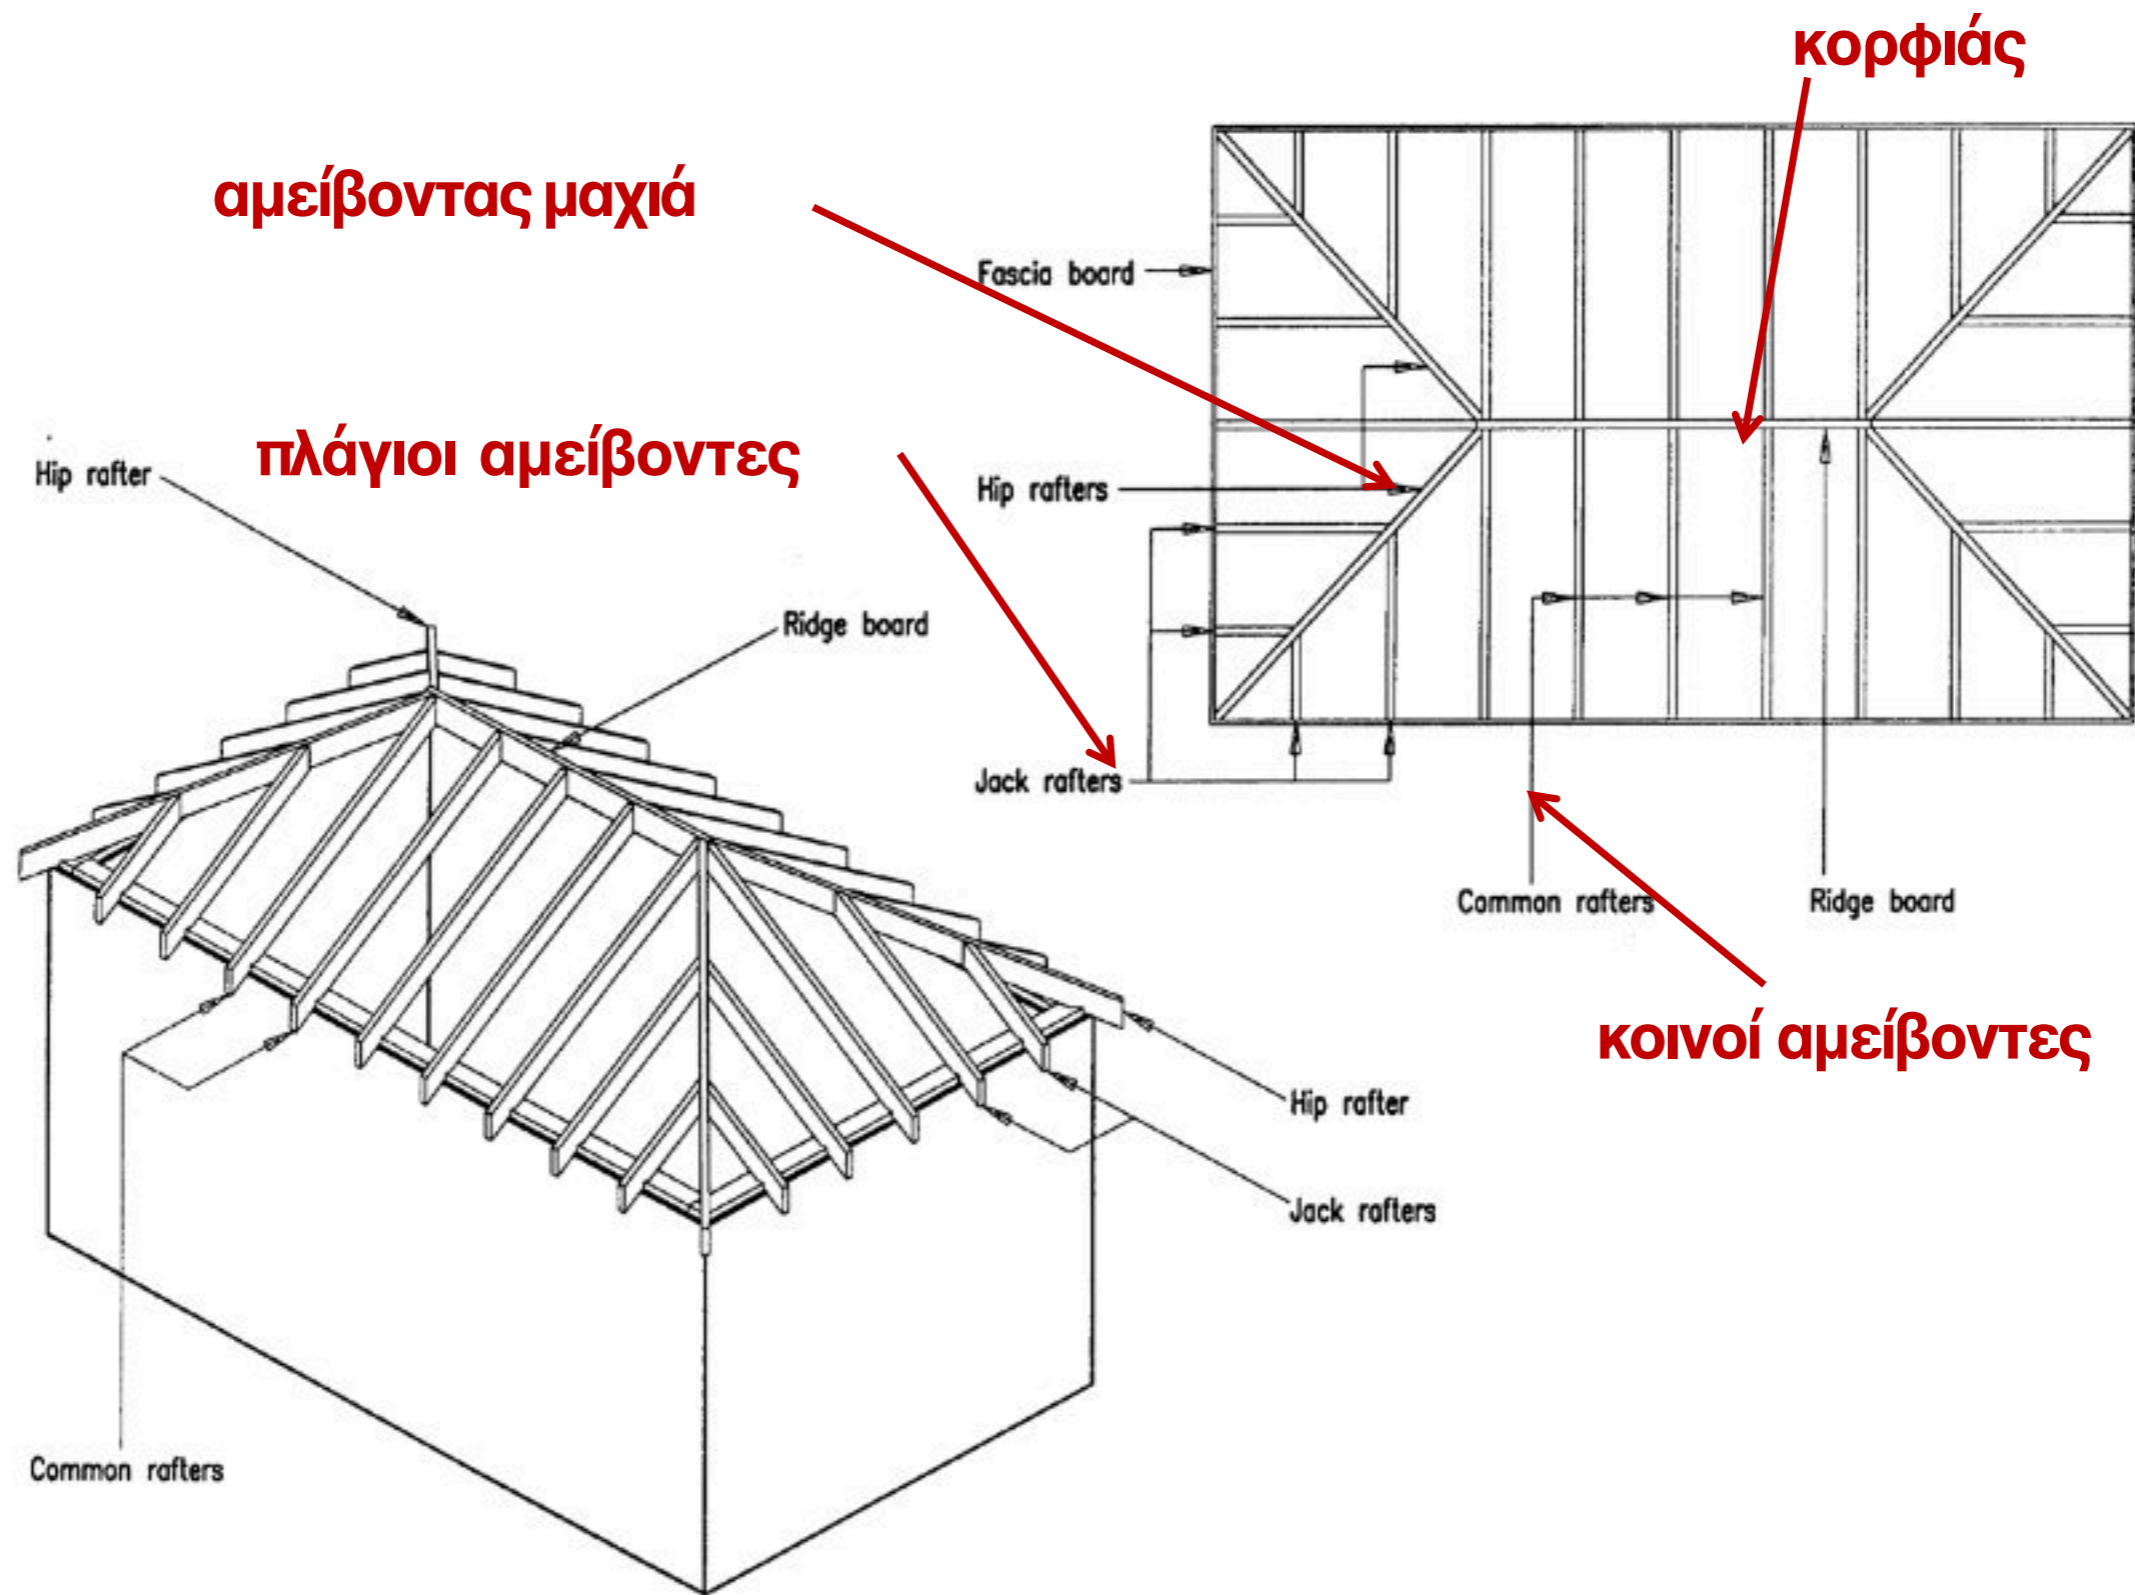 κορφιάς
αμείβοντας μαχιά
Fascia board
πλάγιοι αμείβοντες
Hip rafter
Hip rafters
Ridge board
Jack rafters
Common rafters
Ridge board
κοινοί αμείβοντες
Hip rafter
Jack rafters
Common rafters